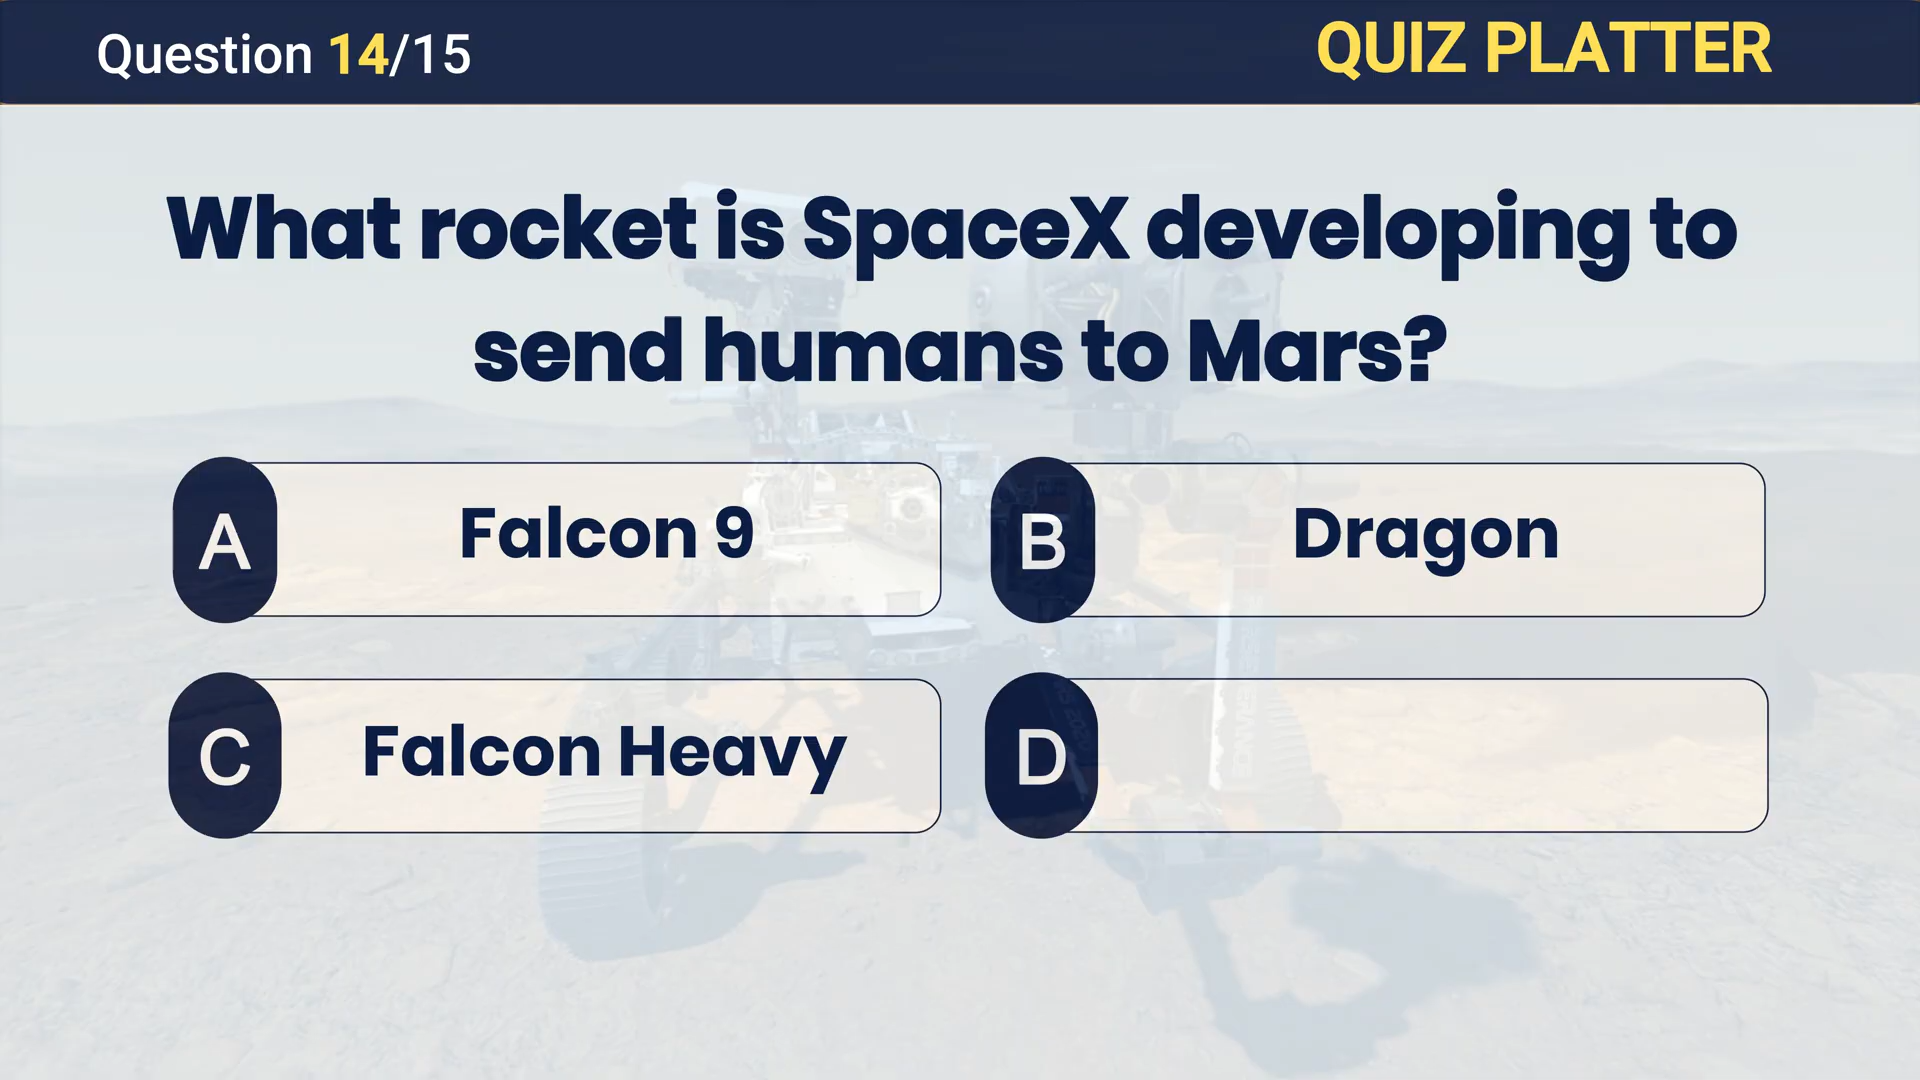 Question 14/15
QUIZ PLATTER
What rocket is SpaceX developing to
send humans to Mars?
A
Falcon 9
B
Dragon
C
Falcon Heavy
D